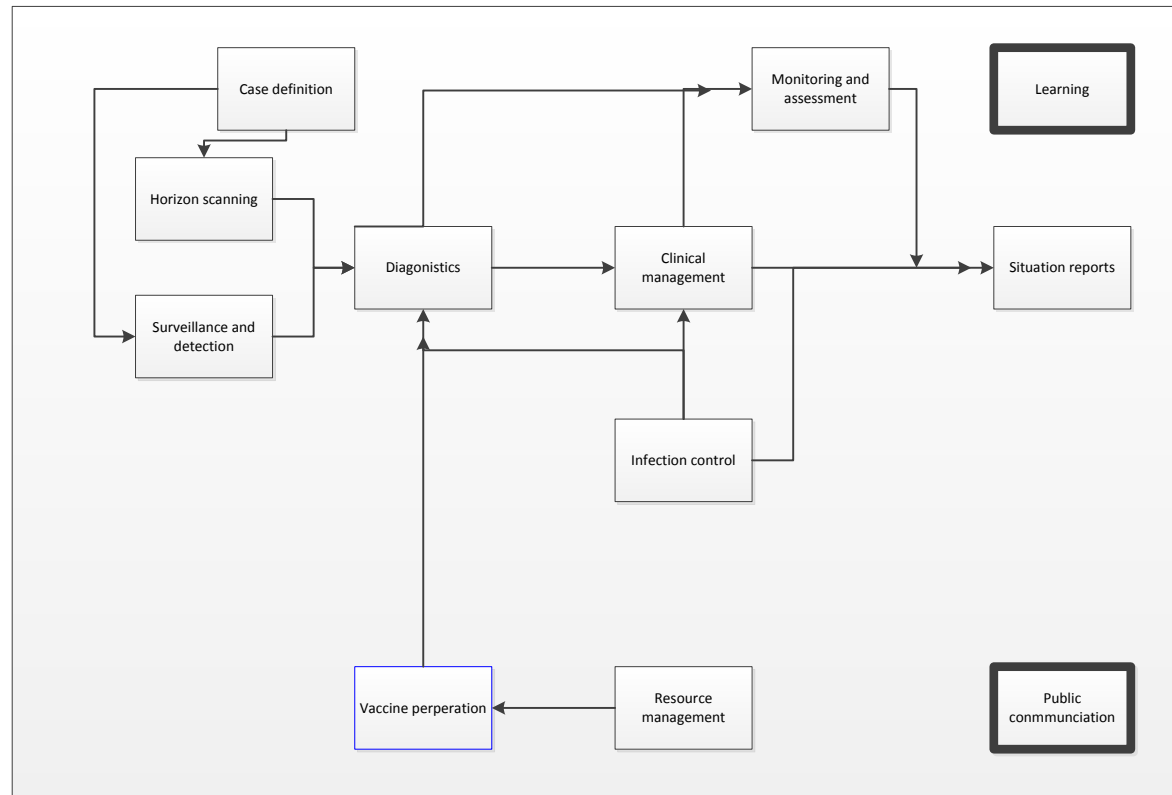 Case definition
Monitoring and
assessment
Learning
Horizon scanning
Diagonistics
Clinical
management
Situation reports
Surveillance and
detection
Infection control
Vaccine perperation
Resource
management
Public
conmmunciation